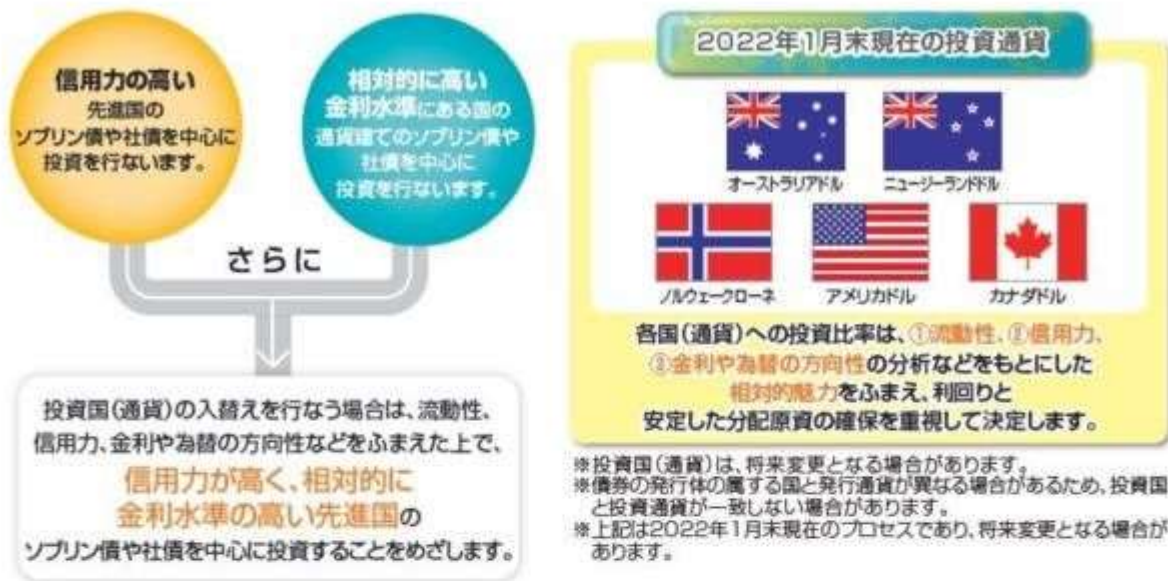 信用力の高い
先進国の
ソブリン債や社債を中心に
投資を行ないます。
相対的に高い
金利水準にある国の
通貨建てのソブリン債や
社債を中心に
投資を行ないます。
さらに
投資国(通貨)の入替えを行なう場合は、流動性、
信用力、金利や為替の方向性などをふまえた上で、
信用力が高く、相対的に
金利水準の高い先進国の
ソブリン債や社債を中心に投資することをめざします。
2022年1月末現在の投資通貨
オーストラリアドル
ニュージーランドドル
ノルウェークローネ
アメリカドル
カナダドル
各国(通貨)への投資比率は、①流動性、②信用力、
③金利や為替の方向性の分析などをもとにした
相対的魅力をふまえ、利回りと
安定した分配原資の確保を重視して決定します。
※投資国(通貨)は、将来変更となる場合があります。
※債券の発行体の属する国と発行通貨が異なる場合があるため、投資国
と投資通貨が一致しない場合があります。
※上記は2022年1月末現在のプロセスであり、将来変更となる場合が
あります。